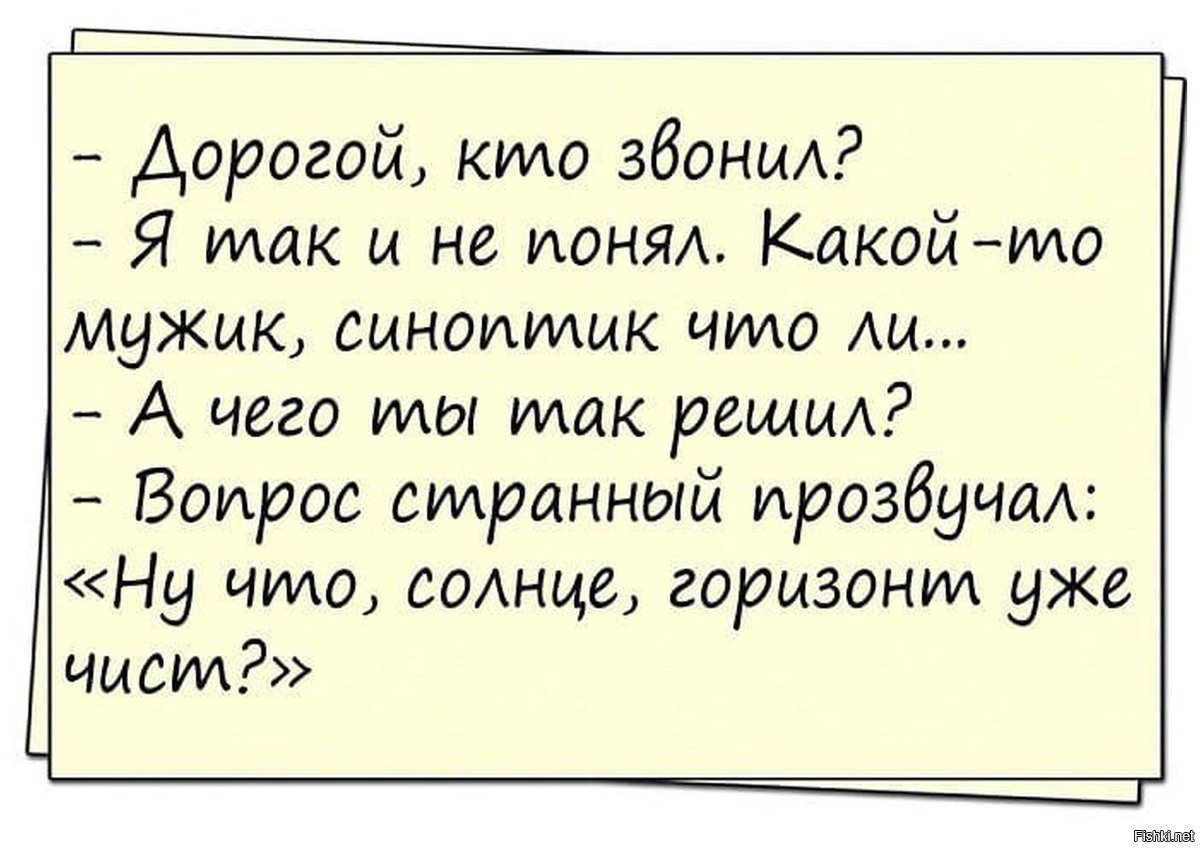 - Дорогой, кто звонил?
- Я так и не понял. Какой-то
мужик, синоптик что ли...
- А чего ты так решил?
- Вопрос странный прозвучал:
«Ну что, солнце, горизонт уже
чист?»
Fishki.net